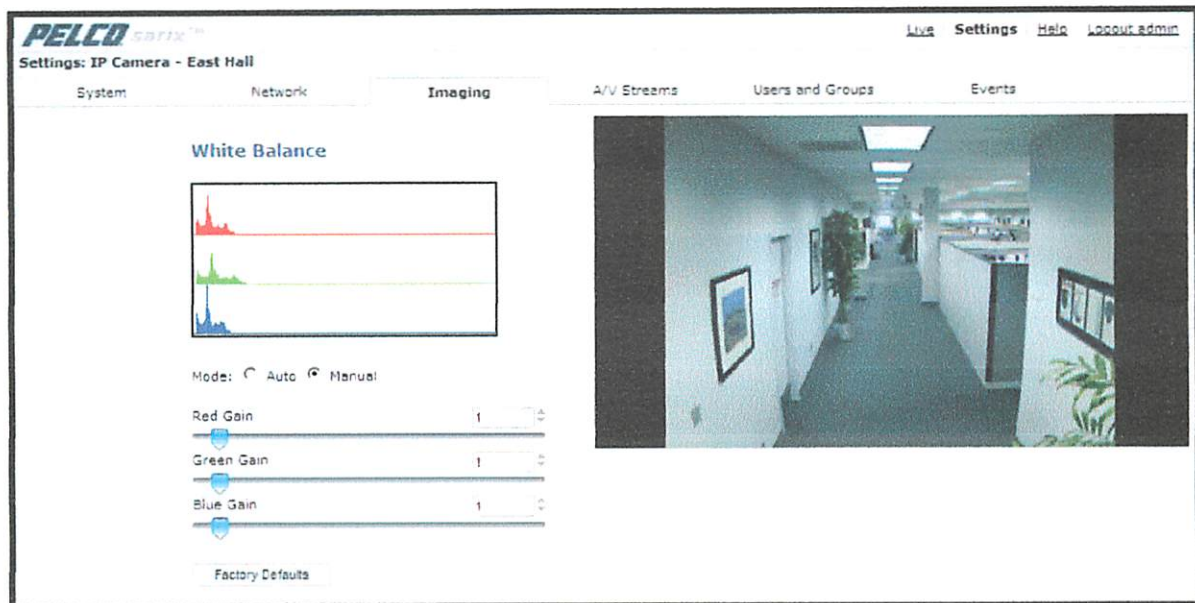 PELCO sarix™
Live Settings Help Logout admin
Settings: IP Camera - East Hall
System Network Imaging A/V Streams Users and Groups Events
White Balance
Mode: Auto Manual
Red Gain 1
Green Gain 1
Blue Gain 1
Factory Defaults